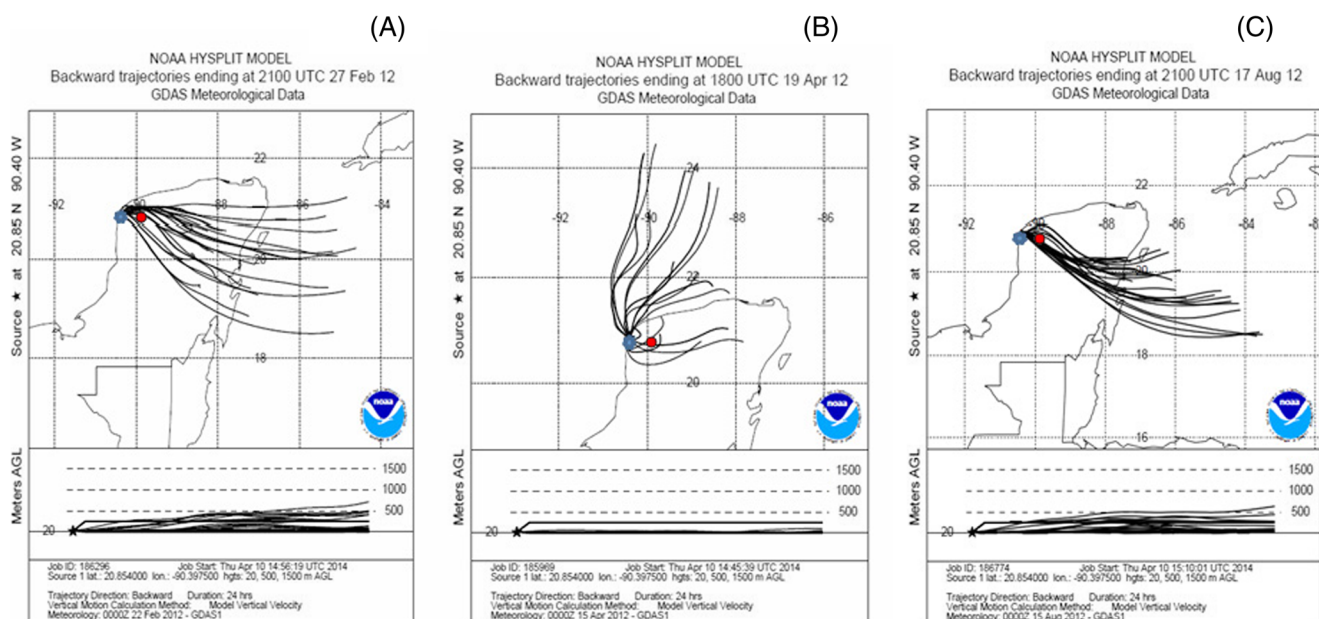 (A)
NOAA HYSPLIT MODEL
Backward trajectories ending at 2100 UTC 27 Feb 12
GDAS Meteorological Data
Source ★ at 20.85 N 90.40 W
22
-92
-90
-88
-86
-84
20
18
noaa
Meters AGL
1500
1000
500
20
Job ID: 186296 Job Start: Thu Apr 10 14:56:19 UTC 2014
Source 1 lat.: 20.854000 lon.: -90.397500 hgts: 20, 500, 1500 m AGL
Trajectory Direction: Backward Duration: 24 hrs
Vertical Motion Calculation Method: Model Vertical Velocity
Meteorology: 0000Z 22 Feb 2012 - GDAS1
(B)
NOAA HYSPLIT MODEL
Backward trajectories ending at 1800 UTC 19 Apr 12
GDAS Meteorological Data
Source ★ at 20.85 N 90.40 W
24
-92
-90
-88
-86
22
20
noaa
Meters AGL
1500
1000
500
20
Job ID: 185969 Job Start: Thu Apr 10 14:45:39 UTC 2014
Source 1 lat.: 20.854000 lon.: -90.397500 hgts: 20, 500, 1500 m AGL
Trajectory Direction: Backward Duration: 24 hrs
Vertical Motion Calculation Method: Model Vertical Velocity
Meteorology: 0000Z 15 Apr 2012 - GDAS1
(C)
NOAA HYSPLIT MODEL
Backward trajectories ending at 2100 UTC 17 Aug 12
GDAS Meteorological Data
Source ★ at 20.85 N 90.40 W
22
-92
-90
-88
-86
-84
20
18
16
noaa
Meters AGL
1500
1000
500
20
Job ID: 186774 Job Start: Thu Apr 10 15:10:01 UTC 2014
Source 1 lat.: 20.854000 lon.: -90.397500 hgts: 20, 500, 1500 m AGL
Trajectory Direction: Backward Duration: 24 hrs
Vertical Motion Calculation Method: Model Vertical Velocity
Meteorology: 0000Z 15 Aug 2012 - GDAS1